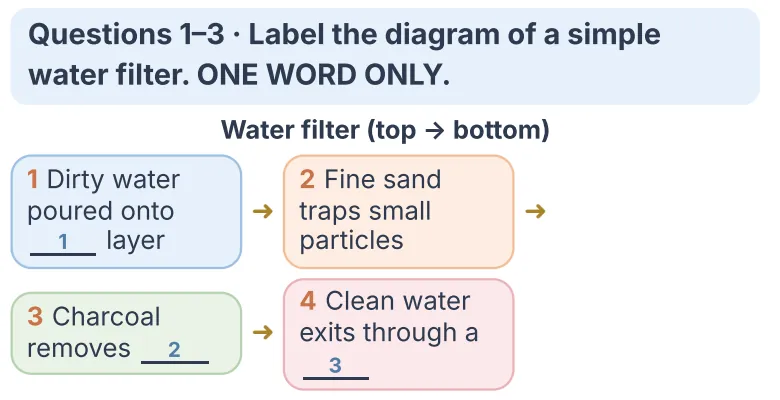 Questions 1–3 · Label the diagram of a simple
water filter. ONE WORD ONLY.
Water filter (top → bottom)
1 Dirty water
poured onto
1 layer
→
2 Fine sand
traps small
particles
→
3 Charcoal
removes 2
→
4 Clean water
exits through a
3